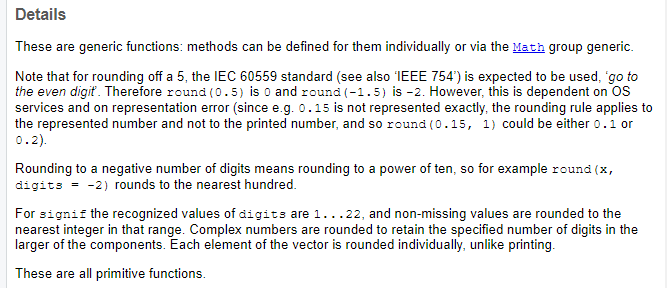 Details
These are generic functions: methods can be defined for them individually or via the Math group generic.
Note that for rounding off a 5, the IEC 60559 standard (see also ‘IEEE 754’) is expected to be used, ‘go to
the even digit’. Therefore round(0.5) is 0 and round(-1.5) is -2. However, this is dependent on OS
services and on representation error (since e.g. 0.15 is not represented exactly, the rounding rule applies to
the represented number and not to the printed number, and so round(0.15, 1) could be either 0.1 or
0.2).
Rounding to a negative number of digits means rounding to a power of ten, so for example round(x,
digits = -2) rounds to the nearest hundred.
For signif the recognized values of digits are 1...22, and non-missing values are rounded to the
nearest integer in that range. Complex numbers are rounded to retain the specified number of digits in the
larger of the components. Each element of the vector is rounded individually, unlike printing.
These are all primitive functions.